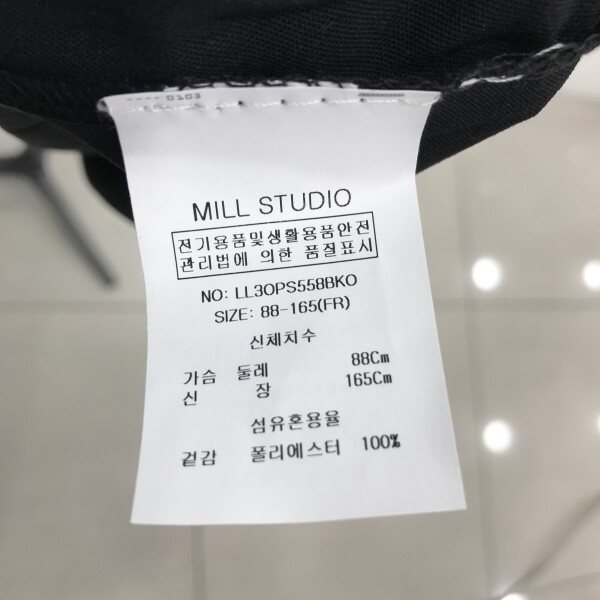 0103
MILL STUDIO
전기용품및생활용품안전
관리법에 의한 품질표시
NO: LL3OPS558BKO
SIZE: 88-165(FR)
신체치수
가슴 둘레 88Cm
신 장 165Cm
섬유혼용율
겉감 폴리에스터 100%